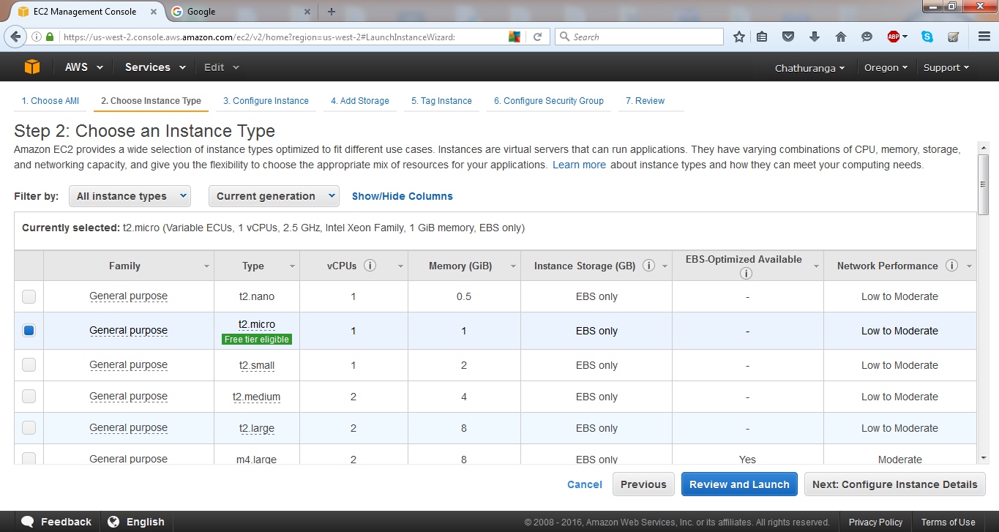 EC2 Management Console
Google
https://us-west-2.console.aws.amazon.com/ec2/v2/home?region=us-west-2#LaunchInstanceWizard:
Search
ABP
AWS Services Edit Chathuranga Oregon Support
1. Choose AMI 2. Choose Instance Type 3. Configure Instance 4. Add Storage 5. Tag Instance 6. Configure Security Group 7. Review
Step 2: Choose an Instance Type
Amazon EC2 provides a wide selection of instance types optimized to fit different use cases. Instances are virtual servers that can run applications. They have varying combinations of CPU, memory, storage,
and networking capacity, and give you the flexibility to choose the appropriate mix of resources for your applications. Learn more about instance types and how they can meet your computing needs.
Filter by: All instance types Current generation Show/Hide Columns
Currently selected: t2.micro (Variable ECUs, 1 vCPUs, 2.5 GHz, Intel Xeon Family, 1 GiB memory, EBS only)
Family Type vCPUs Memory (GiB) Instance Storage (GB) EBS-Optimized Available Network Performance
General purpose t2.nano 1 0.5 EBS only - Low to Moderate
General purpose t2.micro 1 1 EBS only - Low to Moderate
Free tier eligible
General purpose t2.small 1 2 EBS only - Low to Moderate
General purpose t2.medium 2 4 EBS only - Low to Moderate
General purpose t2.large 2 8 EBS only - Low to Moderate
General purpose m4.large 2 8 EBS only Yes Moderate
Cancel Previous Review and Launch Next: Configure Instance Details
Feedback English © 2008 - 2016, Amazon Web Services, Inc. or its affiliates. All rights reserved. Privacy Policy Terms of Use